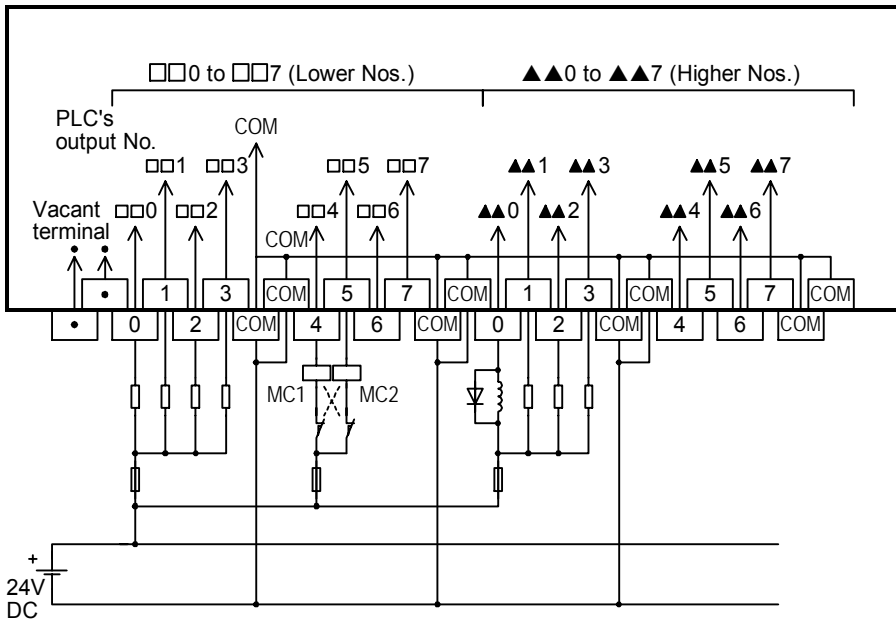 □□0 to □□7 (Lower Nos.) ▲▲0 to ▲▲7 (Higher Nos.)
PLC's
output No.
COM
□□1 □□3 □□5 □□7 ▲▲1 ▲▲3 ▲▲5 ▲▲7
Vacant
terminal
□□0 □□2 □□4 □□6 ▲▲0 ▲▲2 ▲▲4 ▲▲6
COM
• 1 3 COM 5 7 COM 1 3 COM 5 7 COM
• 0 2 COM 4 6 COM 0 2 COM 4 6 COM
MC1 MC2
+
24V
DC